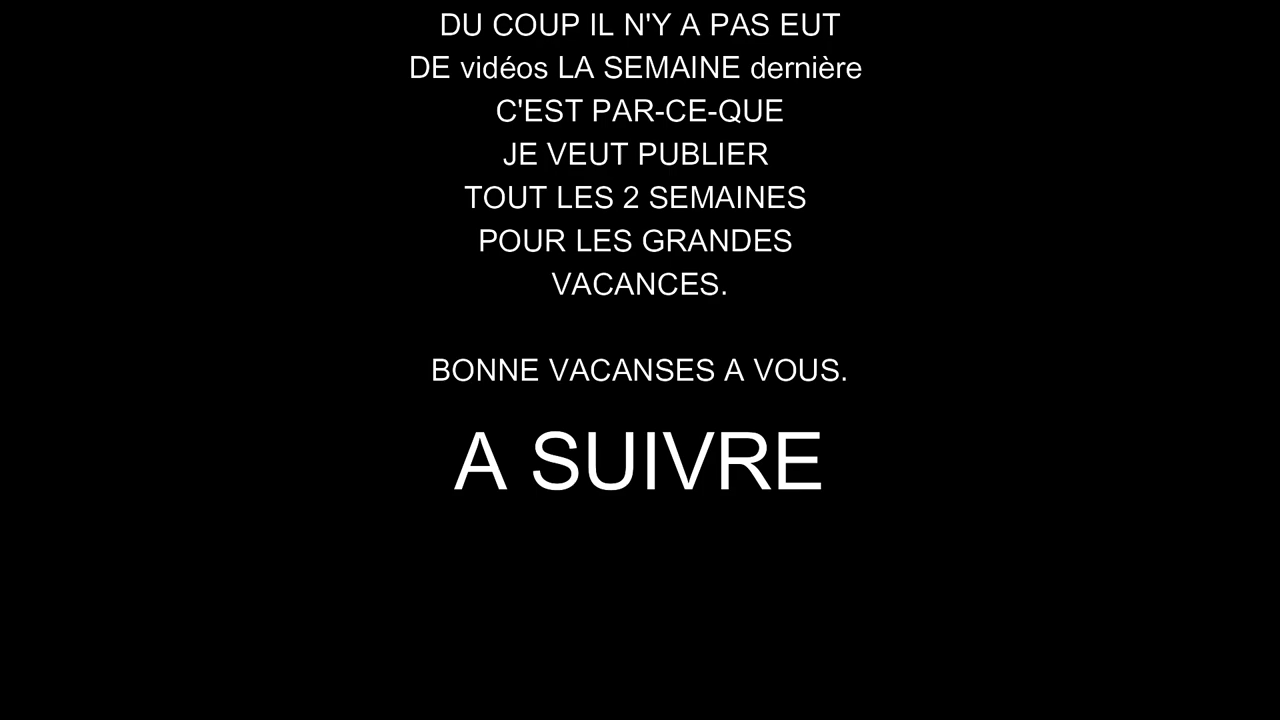 DU COUP IL N'Y A PAS EUT
DE vidéos LA SEMAINE dernière
C'EST PAR-CE-QUE
JE VEUT PUBLIER
TOUT LES 2 SEMAINES
POUR LES GRANDES
VACANCES.
BONNE VACANSES A VOUS.
A SUIVRE